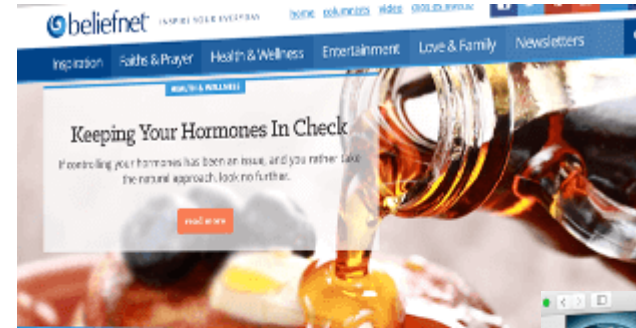 beliefnet INSPIRE YOUR EVERYDAY
home columnists video
Inspiration Faiths & Prayer Health & Wellness Entertainment Love & Family Newsletters
HEALTH & WELLNESS
Keeping Your Hormones In Check
If controlling your hormones has been an issue, and you rather take
the natural approach, look no further.
read more